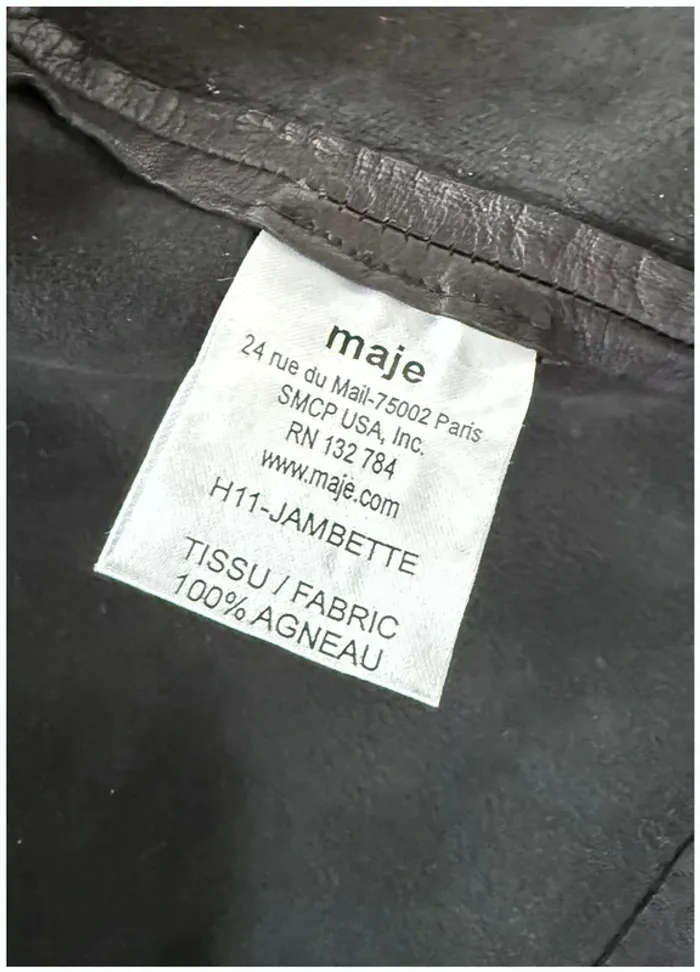 maje
24 rue du Mail-75002 Paris
SMCP USA, Inc.
RN 132 784
www.maje.com
H11-JAMBETTE
TISSU / FABRIC
100% AGNEAU